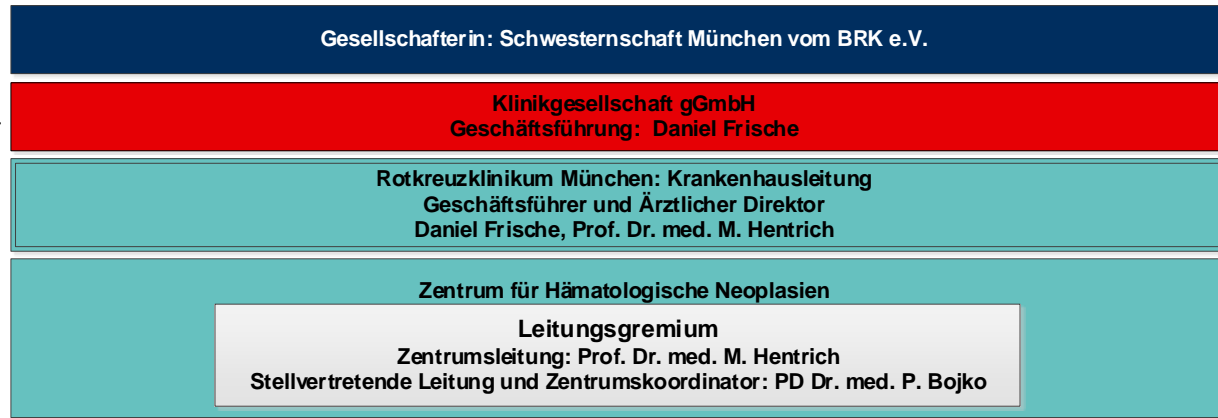 Gesellschafterin: Schwesternschaft München vom BRK e.V.
Klinikgesellschaft gGmbH
Geschäftsführung: Daniel Frische
Rotkreuzklinikum München: Krankenhausleitung
Geschäftsführer und Ärztlicher Direktor
Daniel Frische, Prof. Dr. med. M. Hentrich
Zentrum für Hämatologische Neoplasien
Leitungsgremium
Zentrumsleitung: Prof. Dr. med. M. Hentrich
Stellvertretende Leitung und Zentrumskoordinator: PD Dr. med. P. Bojko